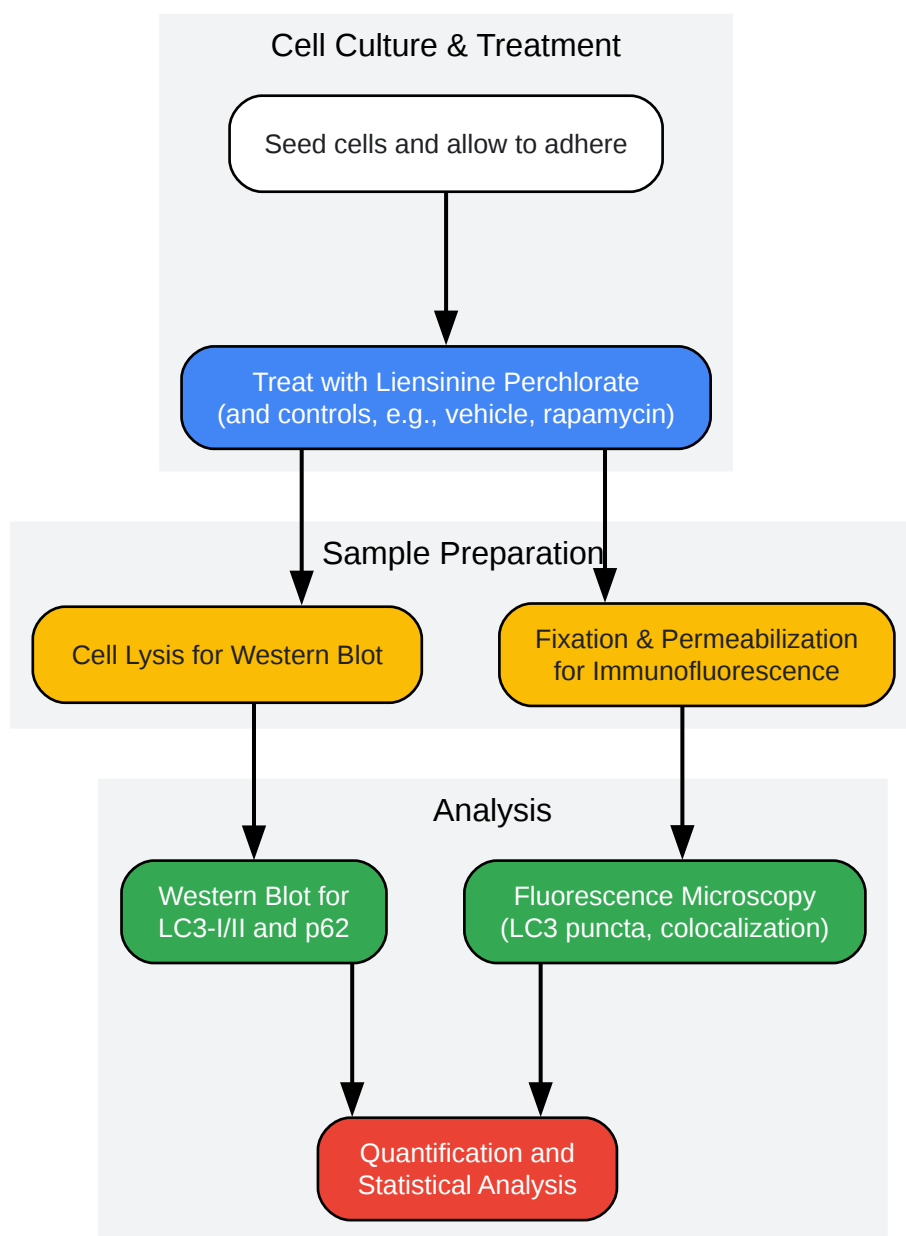 Cell Culture & Treatment
Seed cells and allow to adhere
Treat with Liensinine Perchlorate
(and controls, e.g., vehicle, rapamycin)
Sample Preparation
Cell Lysis for Western Blot
Fixation & Permeabilization
for Immunofluorescence
Analysis
Western Blot for
LC3-I/II and p62
Fluorescence Microscopy
(LC3 puncta, colocalization)
Quantification and
Statistical Analysis